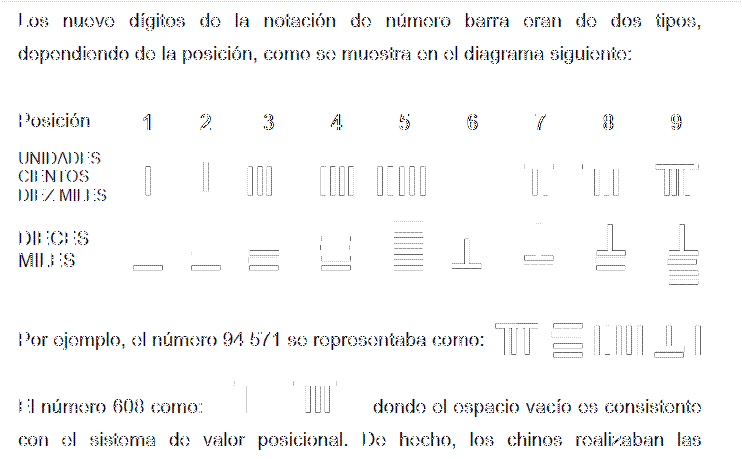 Los nueve dígitos de la notación de número barra eran de dos tipos,
dependiendo de la posición, como se muestra en el diagrama siguiente:
Posición 1 2 3 4 5 6 7 8 9
UNIDADES
CIENTOS
DIEZ MILES
DIECES
MILES
Por ejemplo, el número 94 571 se representaba como:
El número 608 como: donde el espacio vacío es consistente
con el sistema de valor posicional. De hecho, los chinos realizaban las